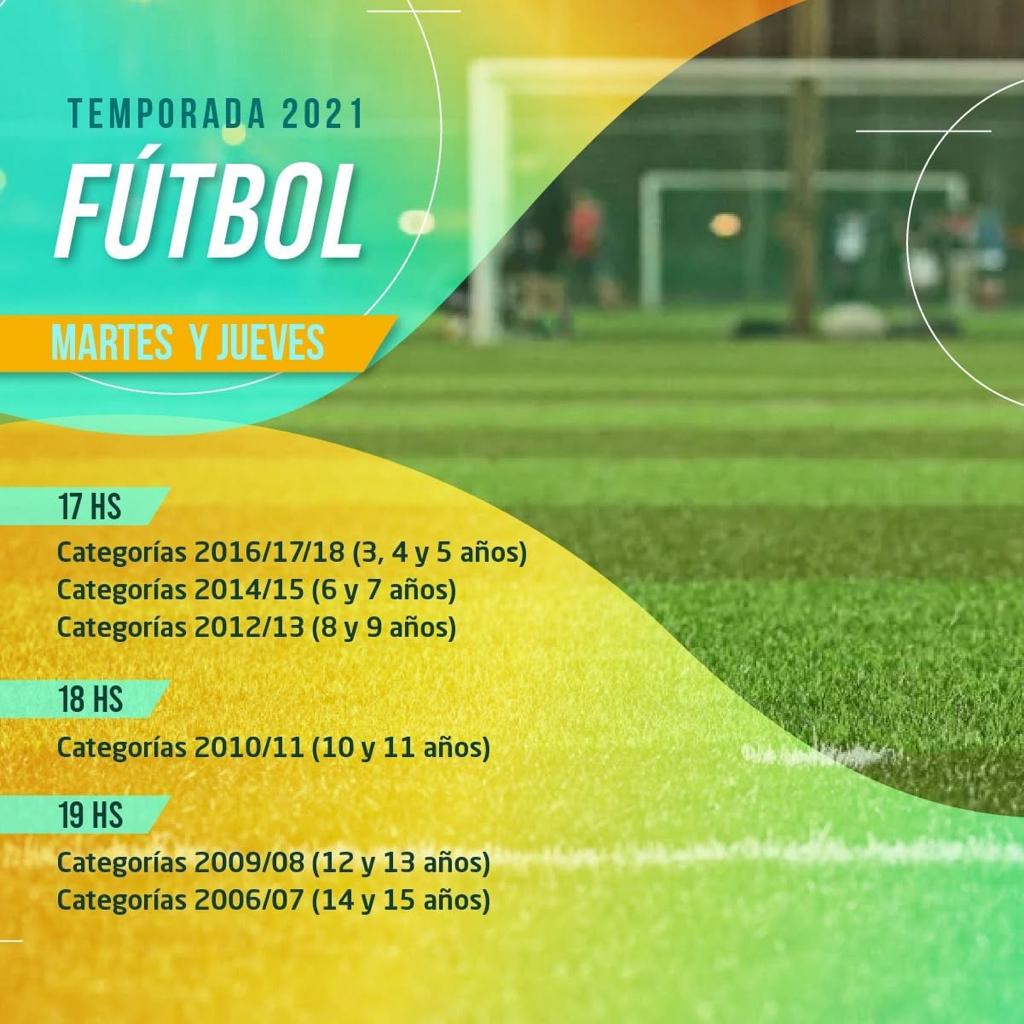 TEMPORADA 2021
FÚTBOL
MARTES Y JUEVES
17 HS
Categorías 2016/17/18 (3, 4 y 5 años)
Categorías 2014/15 (6 y 7 años)
Categorías 2012/13 (8 y 9 años)
18 HS
Categorías 2010/11 (10 y 11 años)
19 HS
Categorías 2009/08 (12 y 13 años)
Categorías 2006/07 (14 y 15 años)